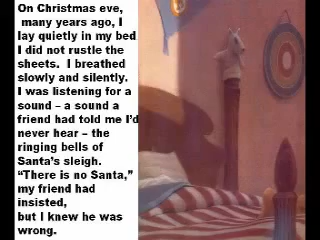 On Christmas eve,
many years ago, I
lay quietly in my bed
I did not rustle the
sheets.  I breathed
slowly and silently.
I was listening for a
sound – a sound a
friend had told me I'd
never hear – the
ringing bells of
Santa's sleigh.
"There is no Santa,"
my friend had
insisted,
but I knew he was
wrong.